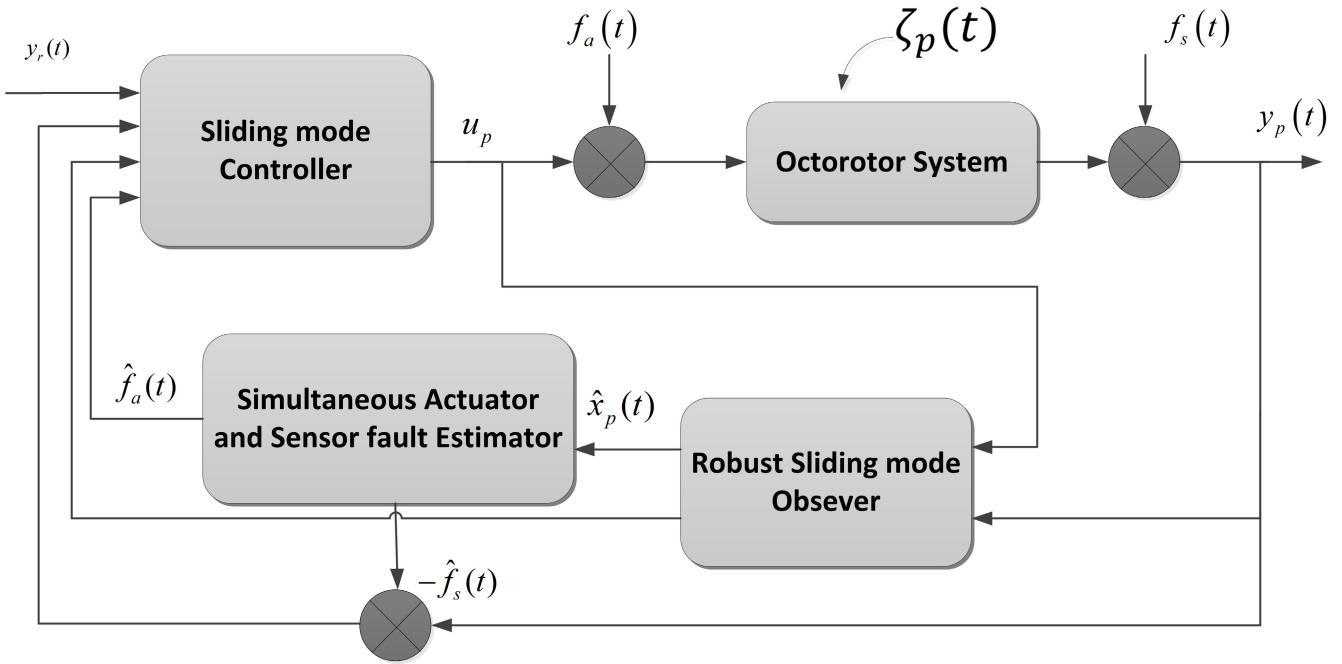 y_r(t)
f_a(t)
ζ_p(t)
f_s(t)
Sliding mode
Controller
u_p
Octorotor System
y_p(t)
f̂_a(t)
Simultaneous Actuator
and Sensor fault Estimator
x̂_p(t)
Robust Sliding mode
Obsever
−f̂_s(t)